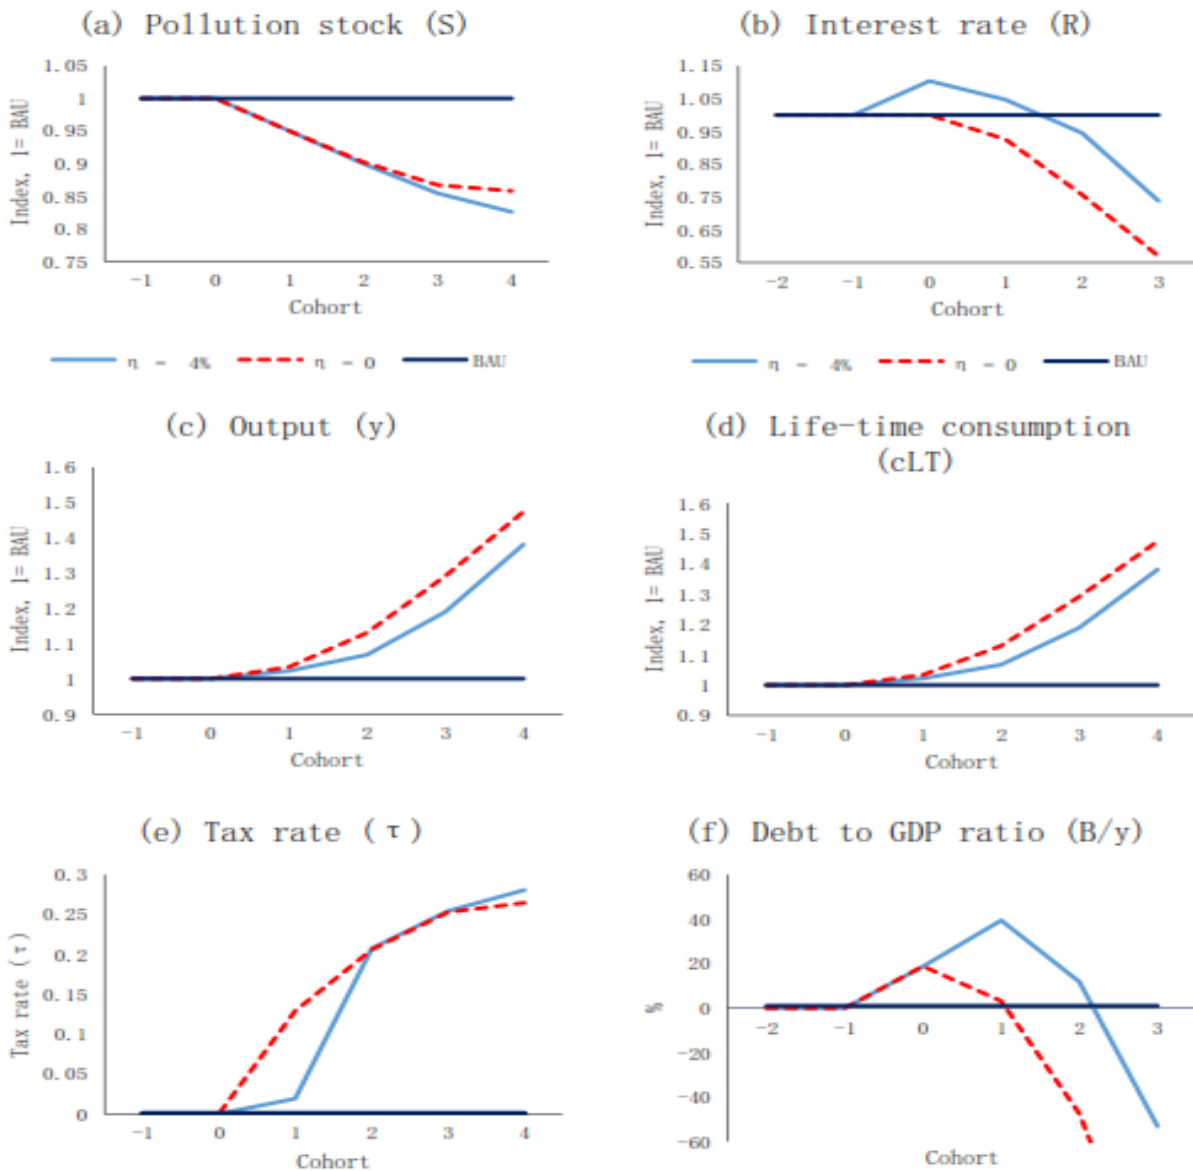 (a) Pollution stock (S)
Index, 1= BAU
1.05
1
0.95
0.9
0.85
0.8
0.75
-1 0 1 2 3 4
Cohort
η - 4% η - 0 BAU
(b) Interest rate (R)
Index, 1= BAU
1.15
1.05
0.95
0.85
0.75
0.65
0.55
-2 -1 0 1 2 3
Cohort
η - 4% η - 0 BAU
(c) Output (y)
Index, 1= BAU
1.6
1.5
1.4
1.3
1.2
1.1
1
0.9
-1 0 1 2 3 4
Cohort
(d) Life-time consumption
(cLT)
Index, 1= BAU
1.6
1.5
1.4
1.3
1.2
1.1
1
0.9
-1 0 1 2 3 4
Cohort
(e) Tax rate (τ)
Tax rate (τ)
0.3
0.25
0.2
0.15
0.1
0.05
0
-1 0 1 2 3 4
Cohort
(f) Debt to GDP ratio (B/y)
%
60
40
20
0
-20
-40
-60
-2 -1 0 1 2 3
Cohort